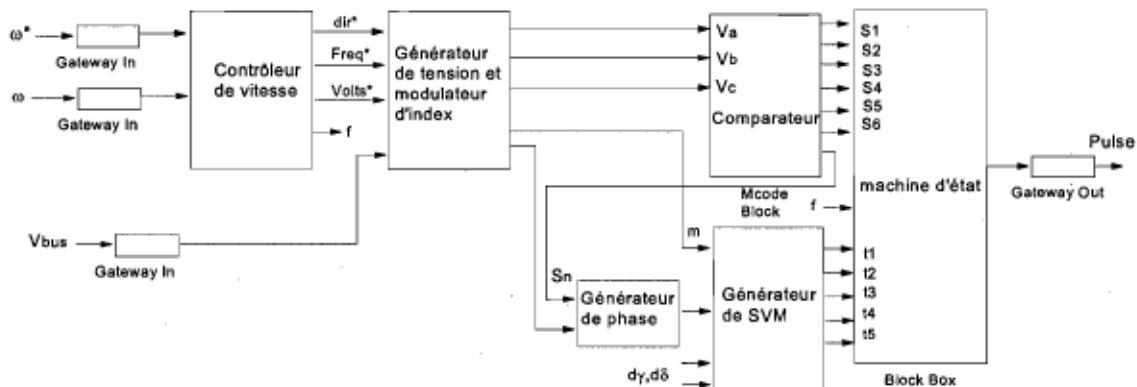 ω*
Gateway In
ω
Gateway In
Vbus
Gateway In
Contrôleur
de vitesse
dir*
Freq*
Volts*
f
Générateur
de tension et
modulateur
d'index
Va
Vb
Vc
Comparateur
Mcode
Block
S1
S2
S3
S4
S5
S6
machine d'état
f
t1
t2
t3
t4
t5
Block Box
Pulse
Gateway Out
m
Sn
Générateur
de phase
Générateur
de SVM
dγ,dδ